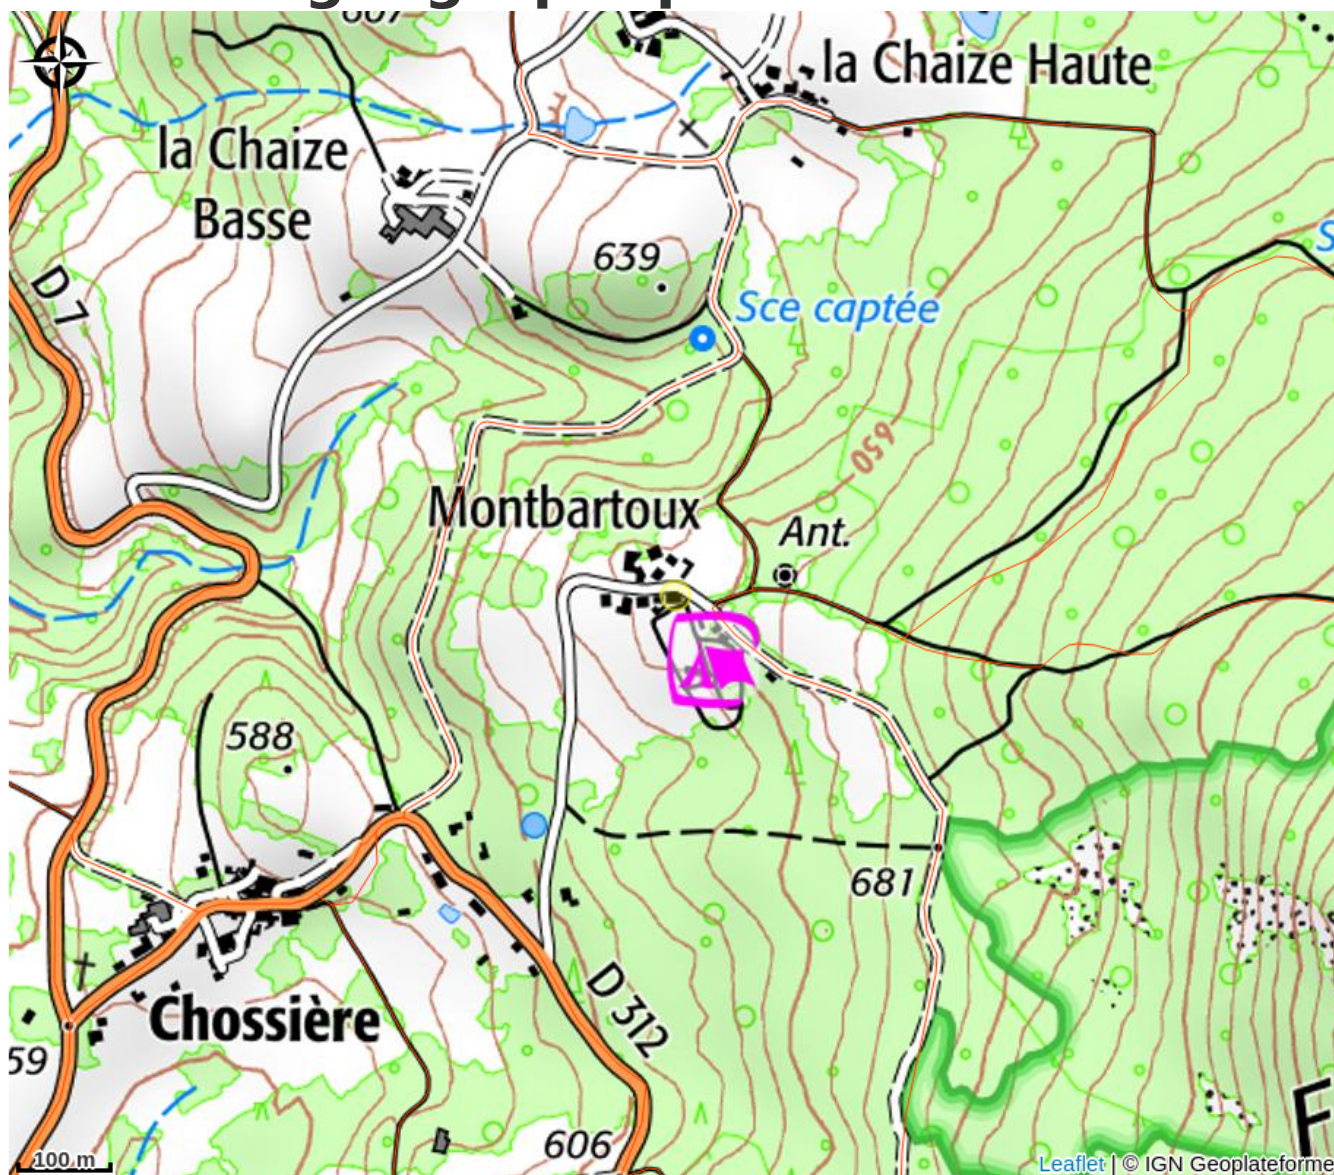 la Chaize Haute
la Chaize
Basse
639
D 7
Sce captée
650
Montbartoux
Ant.
588
681
D 312
Chossière
59
606
F
100 m
Leaflet | © IGN Geoplateforme